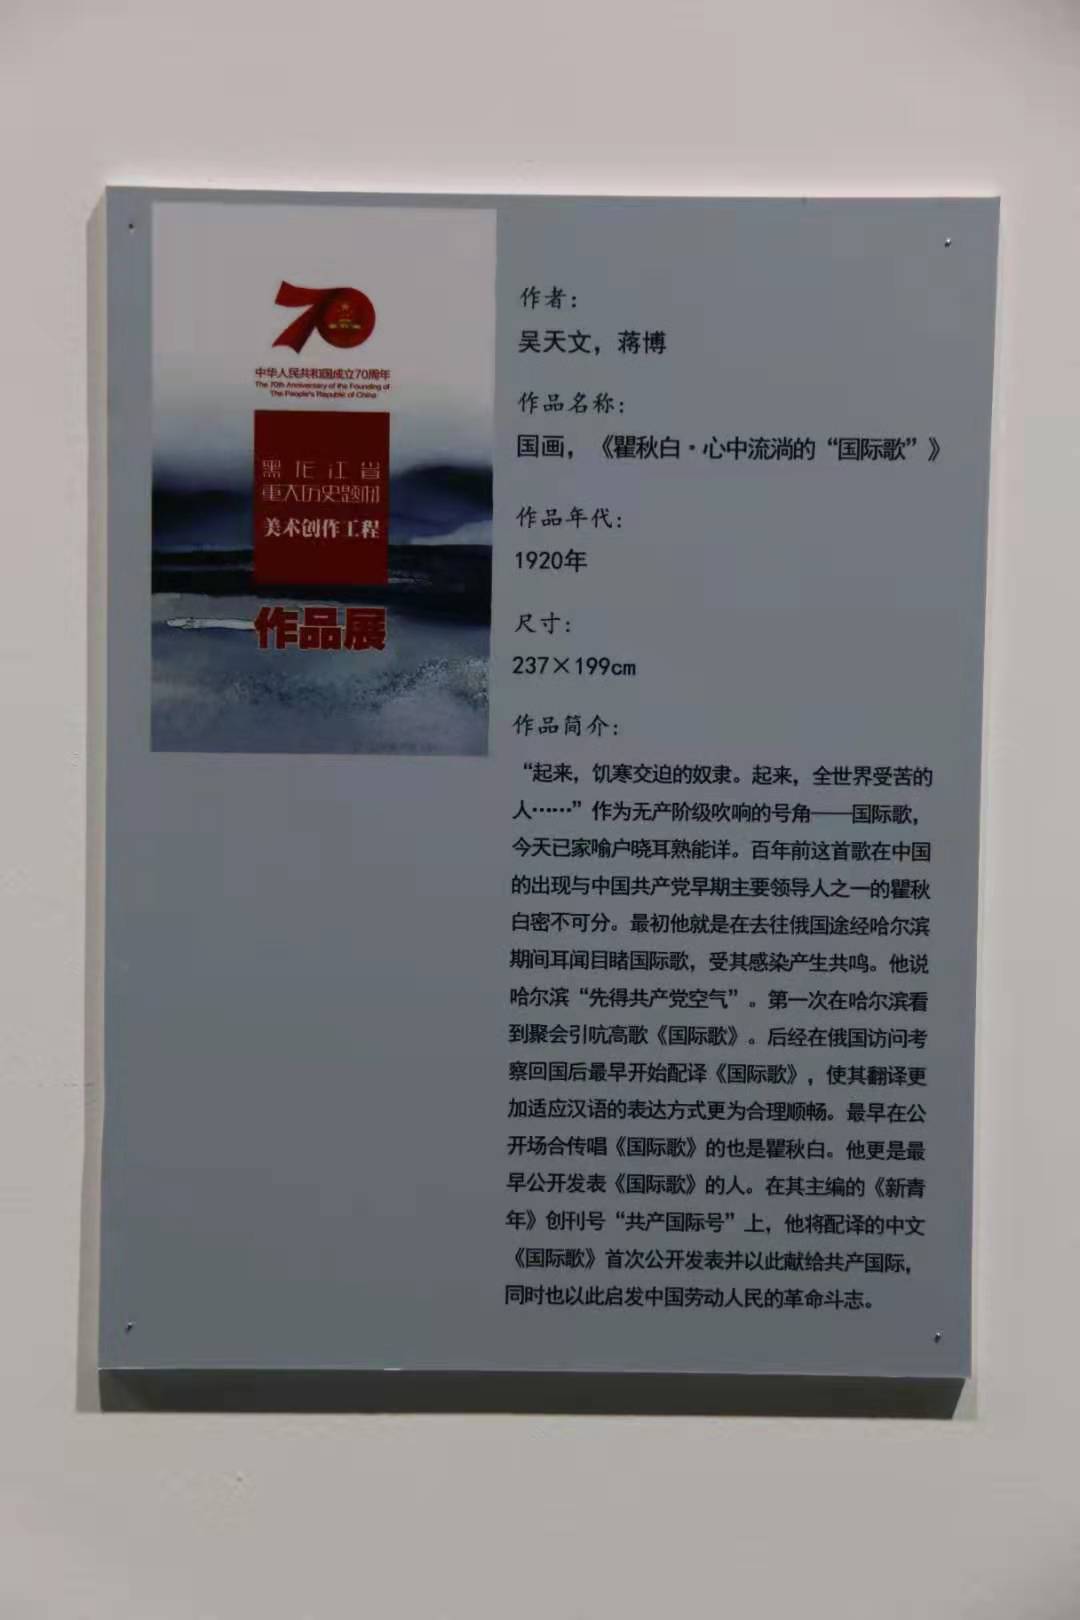 70
中华人民共和国成立70周年
The 70th Anniversary of the Founding of
The People's Republic of China
黑龙江省
重大历史题材
美术创作工程
作品展
作者：
吴天文，蒋博
作品名称：
国画，《瞿秋白·心中流淌的“国际歌”》
作品年代：
1920年
尺寸：
237×199cm
作品简介：
“起来，饥寒交迫的奴隶。起来，全世界受苦的
人……”作为无产阶级吹响的号角——国际歌，
今天已家喻户晓耳熟能详。百年前这首歌在中国
的出现与中国共产党早期主要领导人之一的瞿秋
白密不可分。最初他就是在去往俄国途经哈尔滨
期间耳闻目睹国际歌，受其感染产生共鸣。他说
哈尔滨“先得共产党空气”。第一次在哈尔滨看
到聚会引吭高歌《国际歌》。后经在俄国访问考
察回国后最早开始配译《国际歌》，使其翻译更
加适应汉语的表达方式更为合理顺畅。最早在公
开场合传唱《国际歌》的也是瞿秋白。他更是最
早公开发表《国际歌》的人。在其主编的《新青
年》创刊号“共产国际号”上，他将配译的中文
《国际歌》首次公开发表并以此献给共产国际，
同时也以此启发中国劳动人民的革命斗志。